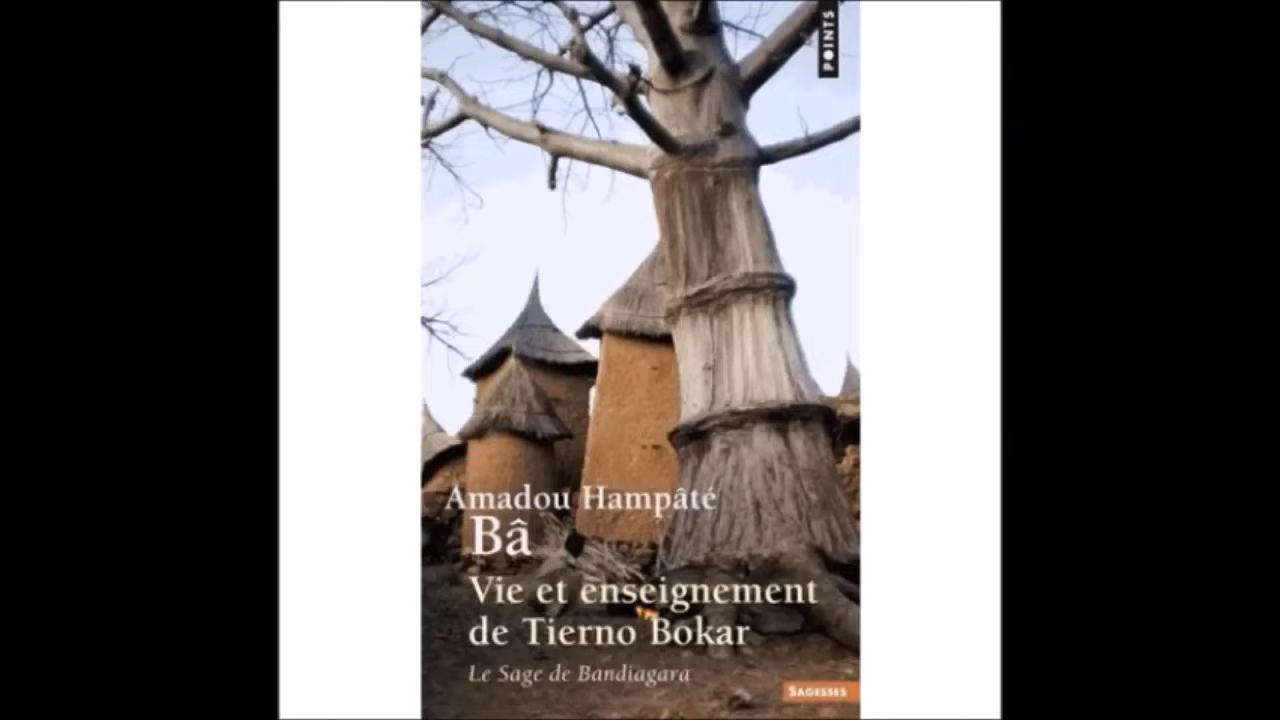 POINTS
Amadou Hampâté
Bâ
Vie et enseignement
de Tierno Bokar
Le Sage de Bandiagara
SAGESSES